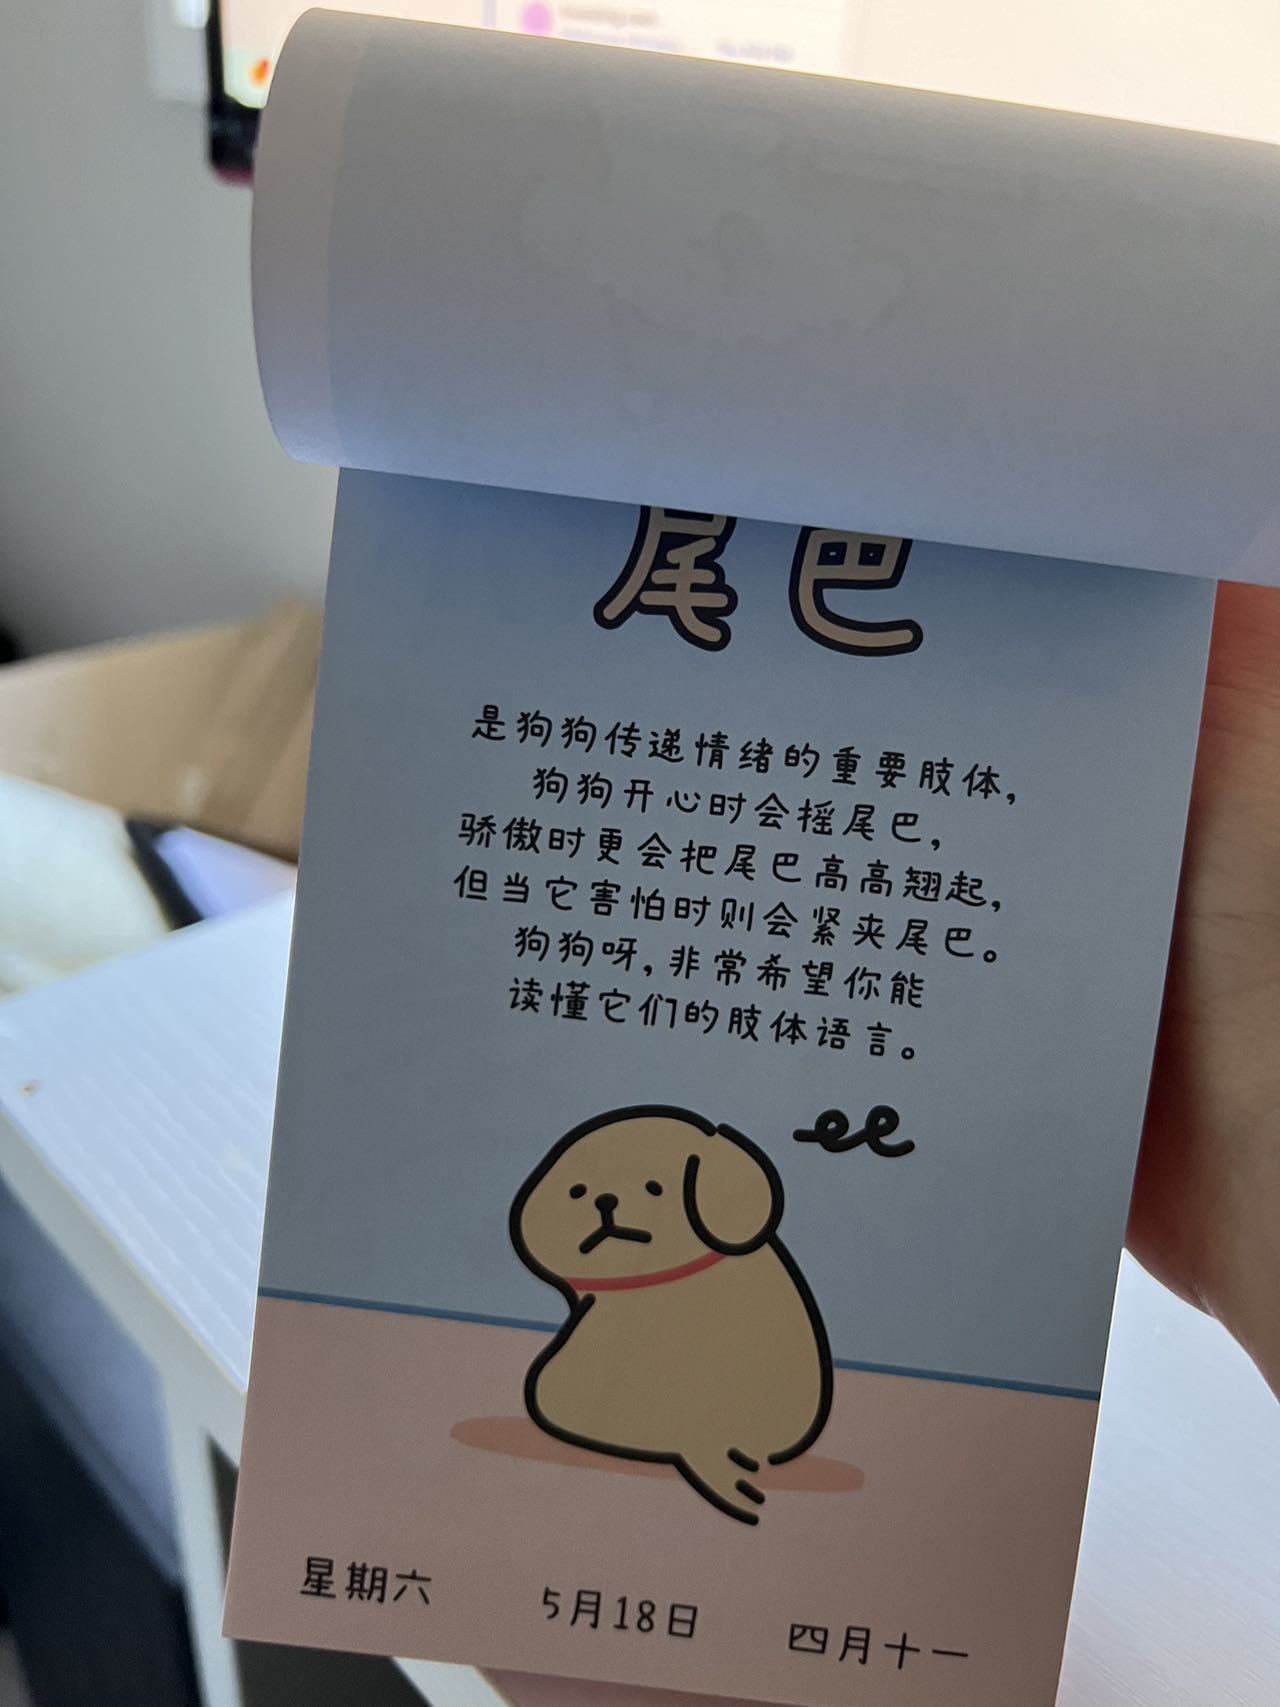 尾巴
是狗狗传递情绪的重要肢体，
狗狗开心时会摇尾巴，
骄傲时更会把尾巴高高翘起，
但当它害怕时则会紧夹尾巴。
狗狗呀，非常希望你能
读懂它们的肢体语言。
星期六 5月18日 四月十一